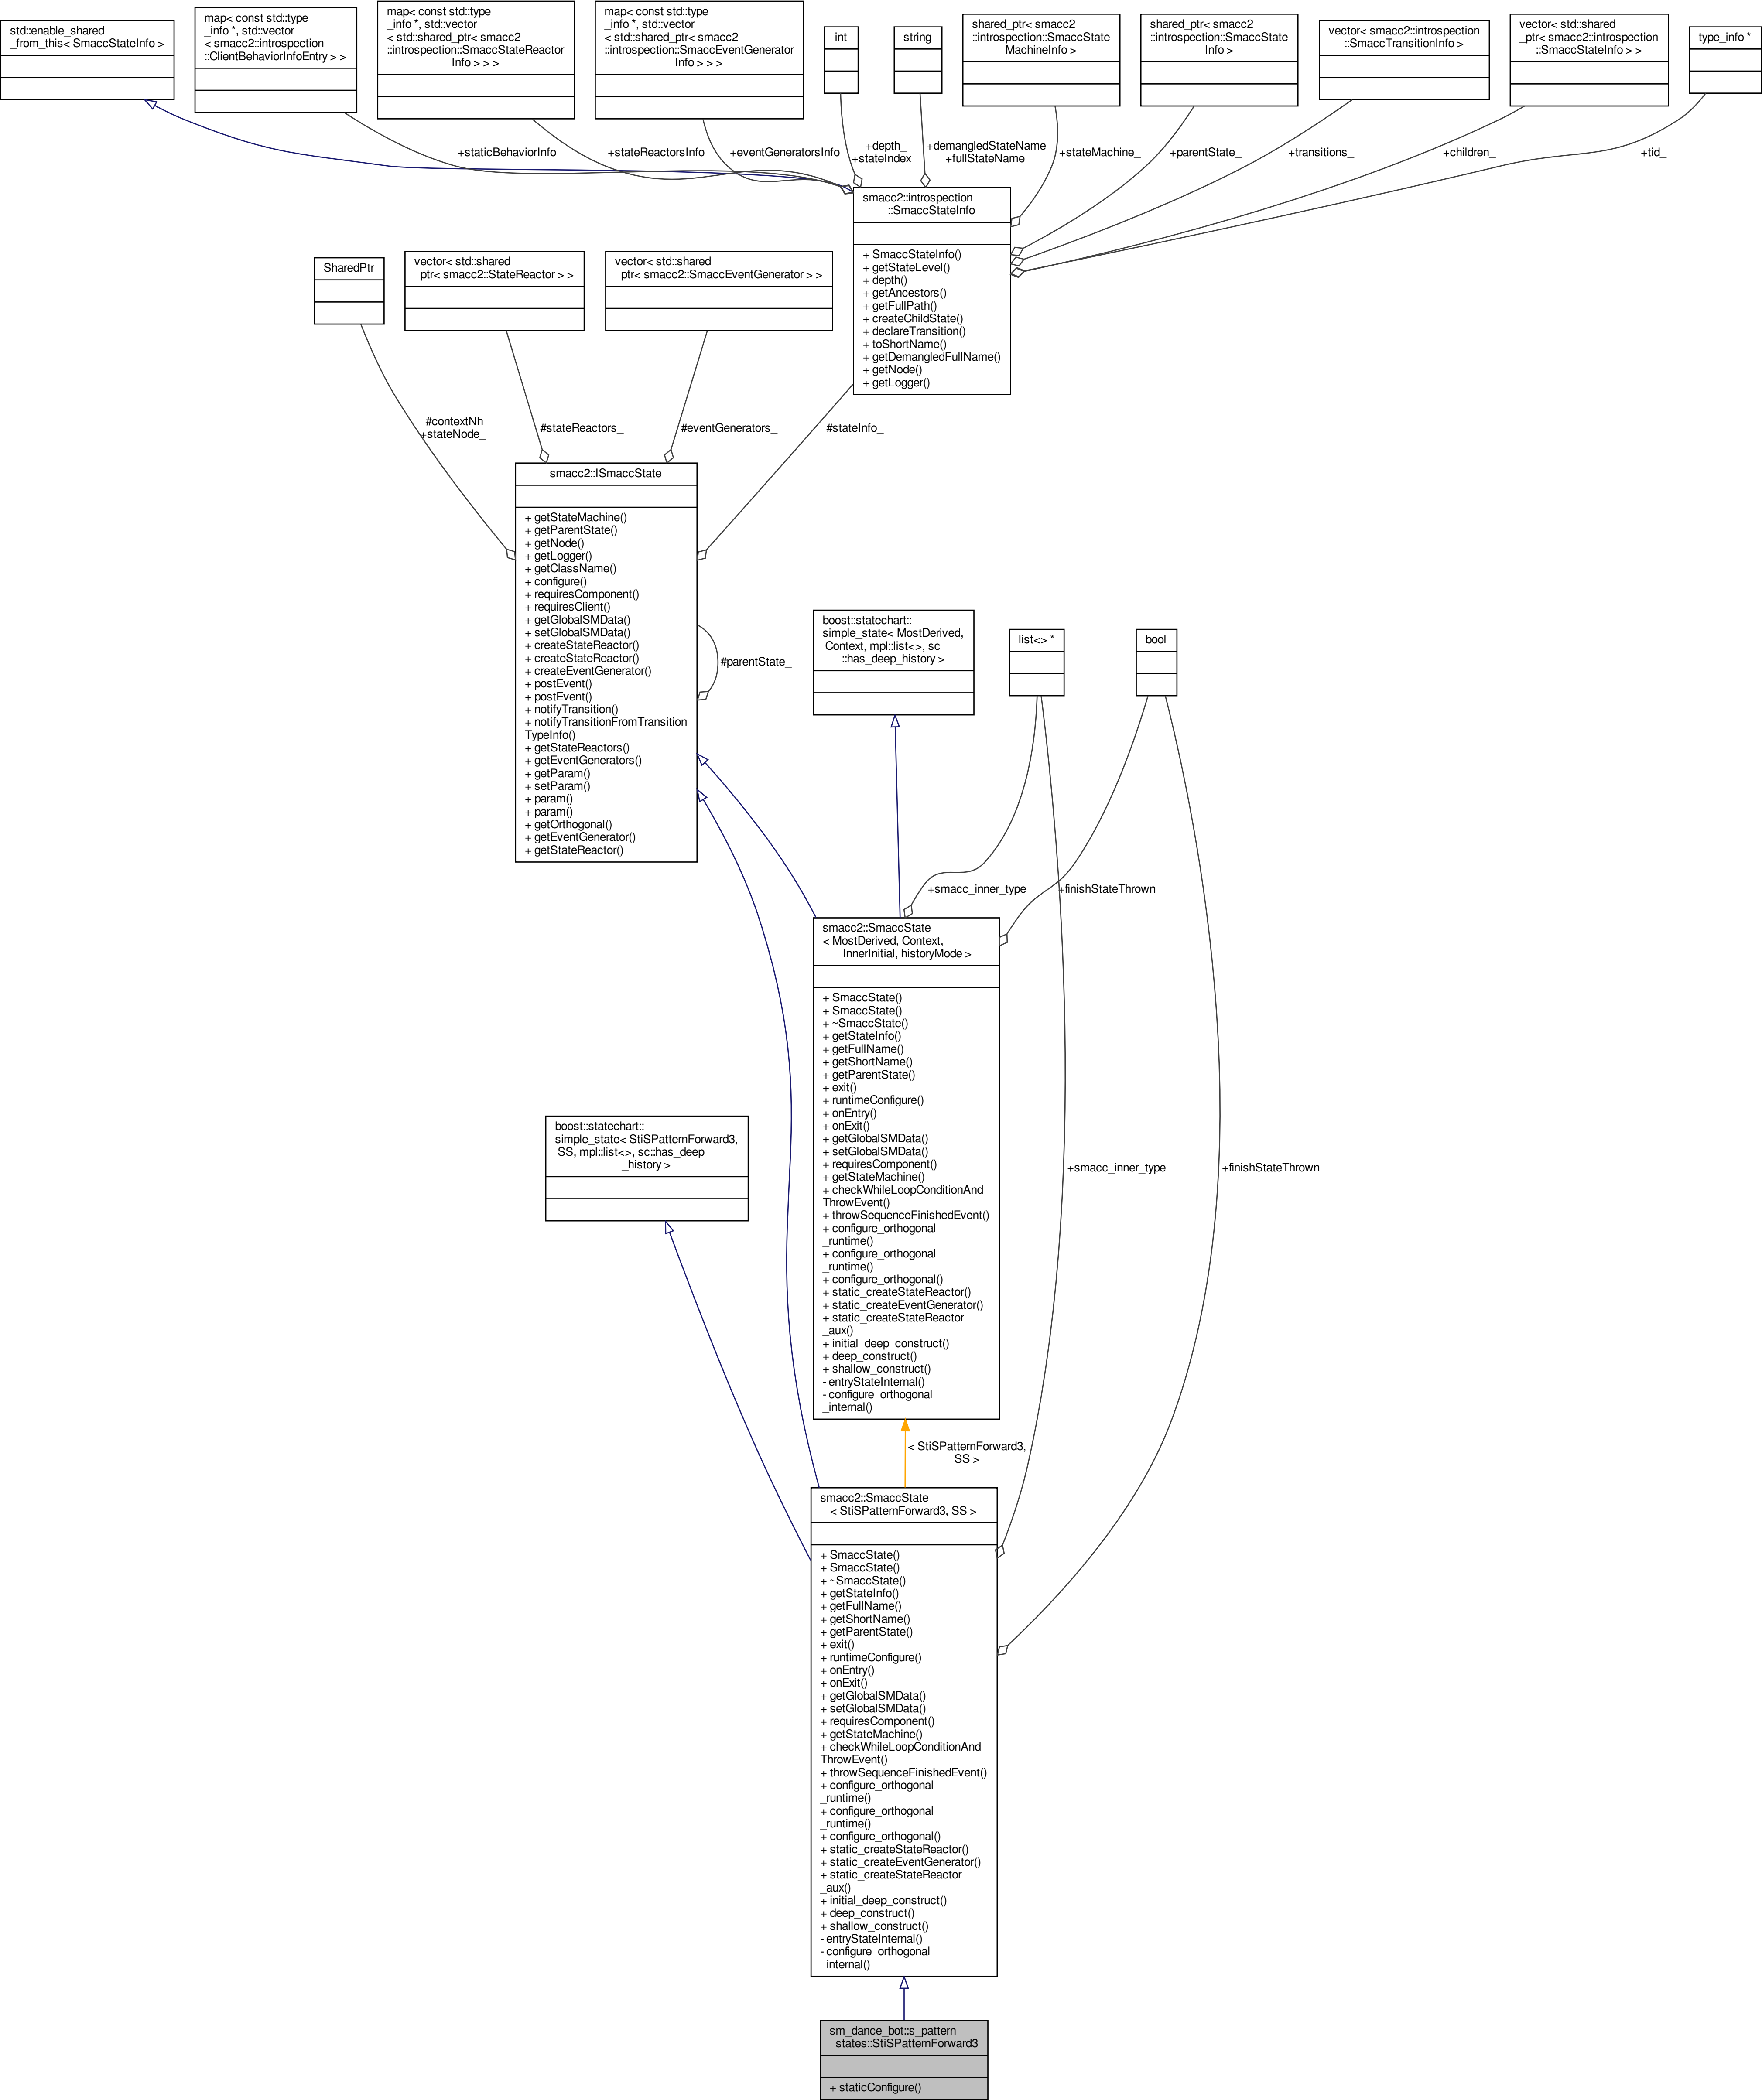 std::enable_shared
_from_this< SmaccStateInfo >
map< const std::type
_info *, std::vector
< smacc2::introspection
::ClientBehaviorInfoEntry > >
map< const std::type
_info *, std::vector
< std::shared_ptr< smacc2
::introspection::SmaccStateReactor
Info > > >
map< const std::type
_info *, std::vector
< std::shared_ptr< smacc2
::introspection::SmaccEventGenerator
Info > > >
int
string
shared_ptr< smacc2
::introspection::SmaccState
MachineInfo >
shared_ptr< smacc2
::introspection::SmaccState
Info >
vector< smacc2::introspection
::SmaccTransitionInfo >
vector< std::shared
_ptr< smacc2::introspection
::SmaccStateInfo > >
type_info *
+staticBehaviorInfo
+stateReactorsInfo
+eventGeneratorsInfo
+depth_
+stateIndex_
+demangledStateName
+fullStateName
+stateMachine_
+parentState_
+transitions_
+children_
+tid_
smacc2::introspection
::SmaccStateInfo
+ SmaccStateInfo()
+ getStateLevel()
+ depth()
+ getAncestors()
+ getFullPath()
+ createChildState()
+ declareTransition()
+ toShortName()
+ getDemangledFullName()
+ getNode()
+ getLogger()
SharedPtr
vector< std::shared
_ptr< smacc2::StateReactor > >
vector< std::shared
_ptr< smacc2::SmaccEventGenerator > >
#contextNh
+stateNode_
#stateReactors_
#eventGenerators_
#stateInfo_
smacc2::ISmaccState
+ getStateMachine()
+ getParentState()
+ getNode()
+ getLogger()
+ getClassName()
+ configure()
+ requiresComponent()
+ requiresClient()
+ getGlobalSMData()
+ setGlobalSMData()
+ createStateReactor()
+ createStateReactor()
+ createEventGenerator()
+ postEvent()
+ postEvent()
+ notifyTransition()
+ notifyTransitionFromTransition
TypeInfo()
+ getStateReactors()
+ getEventGenerators()
+ getParam()
+ setParam()
+ param()
+ param()
+ getOrthogonal()
+ getEventGenerator()
+ getStateReactor()
#parentState_
boost::statechart::
simple_state< MostDerived,
Context, mpl::list<>, sc
::has_deep_history >
list<> *
bool
+smacc_inner_type
+finishStateThrown
smacc2::SmaccState
< MostDerived, Context,
InnerInitial, historyMode >
+ SmaccState()
+ SmaccState()
+ ~SmaccState()
+ getStateInfo()
+ getFullName()
+ getShortName()
+ getParentState()
+ exit()
+ runtimeConfigure()
+ onEntry()
+ onExit()
+ getGlobalSMData()
+ setGlobalSMData()
+ requiresComponent()
+ getStateMachine()
+ checkWhileLoopConditionAnd
ThrowEvent()
+ throwSequenceFinishedEvent()
+ configure_orthogonal
_runtime()
+ configure_orthogonal
_runtime()
+ configure_orthogonal()
+ static_createStateReactor()
+ static_createEventGenerator()
+ static_createStateReactor
_aux()
+ initial_deep_construct()
+ deep_construct()
+ shallow_construct()
- entryStateInternal()
- configure_orthogonal
_internal()
boost::statechart::
simple_state< StiSPatternForward3,
SS, mpl::list<>, sc::has_deep
_history >
+smacc_inner_type
+finishStateThrown
< StiSPatternForward3,
SS >
smacc2::SmaccState
< StiSPatternForward3, SS >
+ SmaccState()
+ SmaccState()
+ ~SmaccState()
+ getStateInfo()
+ getFullName()
+ getShortName()
+ getParentState()
+ exit()
+ runtimeConfigure()
+ onEntry()
+ onExit()
+ getGlobalSMData()
+ setGlobalSMData()
+ requiresComponent()
+ getStateMachine()
+ checkWhileLoopConditionAnd
ThrowEvent()
+ throwSequenceFinishedEvent()
+ configure_orthogonal
_runtime()
+ configure_orthogonal
_runtime()
+ configure_orthogonal()
+ static_createStateReactor()
+ static_createEventGenerator()
+ static_createStateReactor
_aux()
+ initial_deep_construct()
+ deep_construct()
+ shallow_construct()
- entryStateInternal()
- configure_orthogonal
_internal()
sm_dance_bot::s_pattern
_states::StiSPatternForward3
+ staticConfigure()